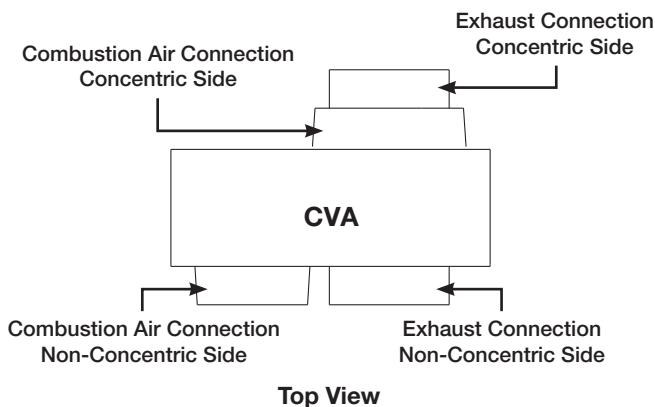 Exhaust Connection
Concentric Side
Combustion Air Connection
Concentric Side
CVA
Combustion Air Connection
Non-Concentric Side
Exhaust Connection
Non-Concentric Side
Top View